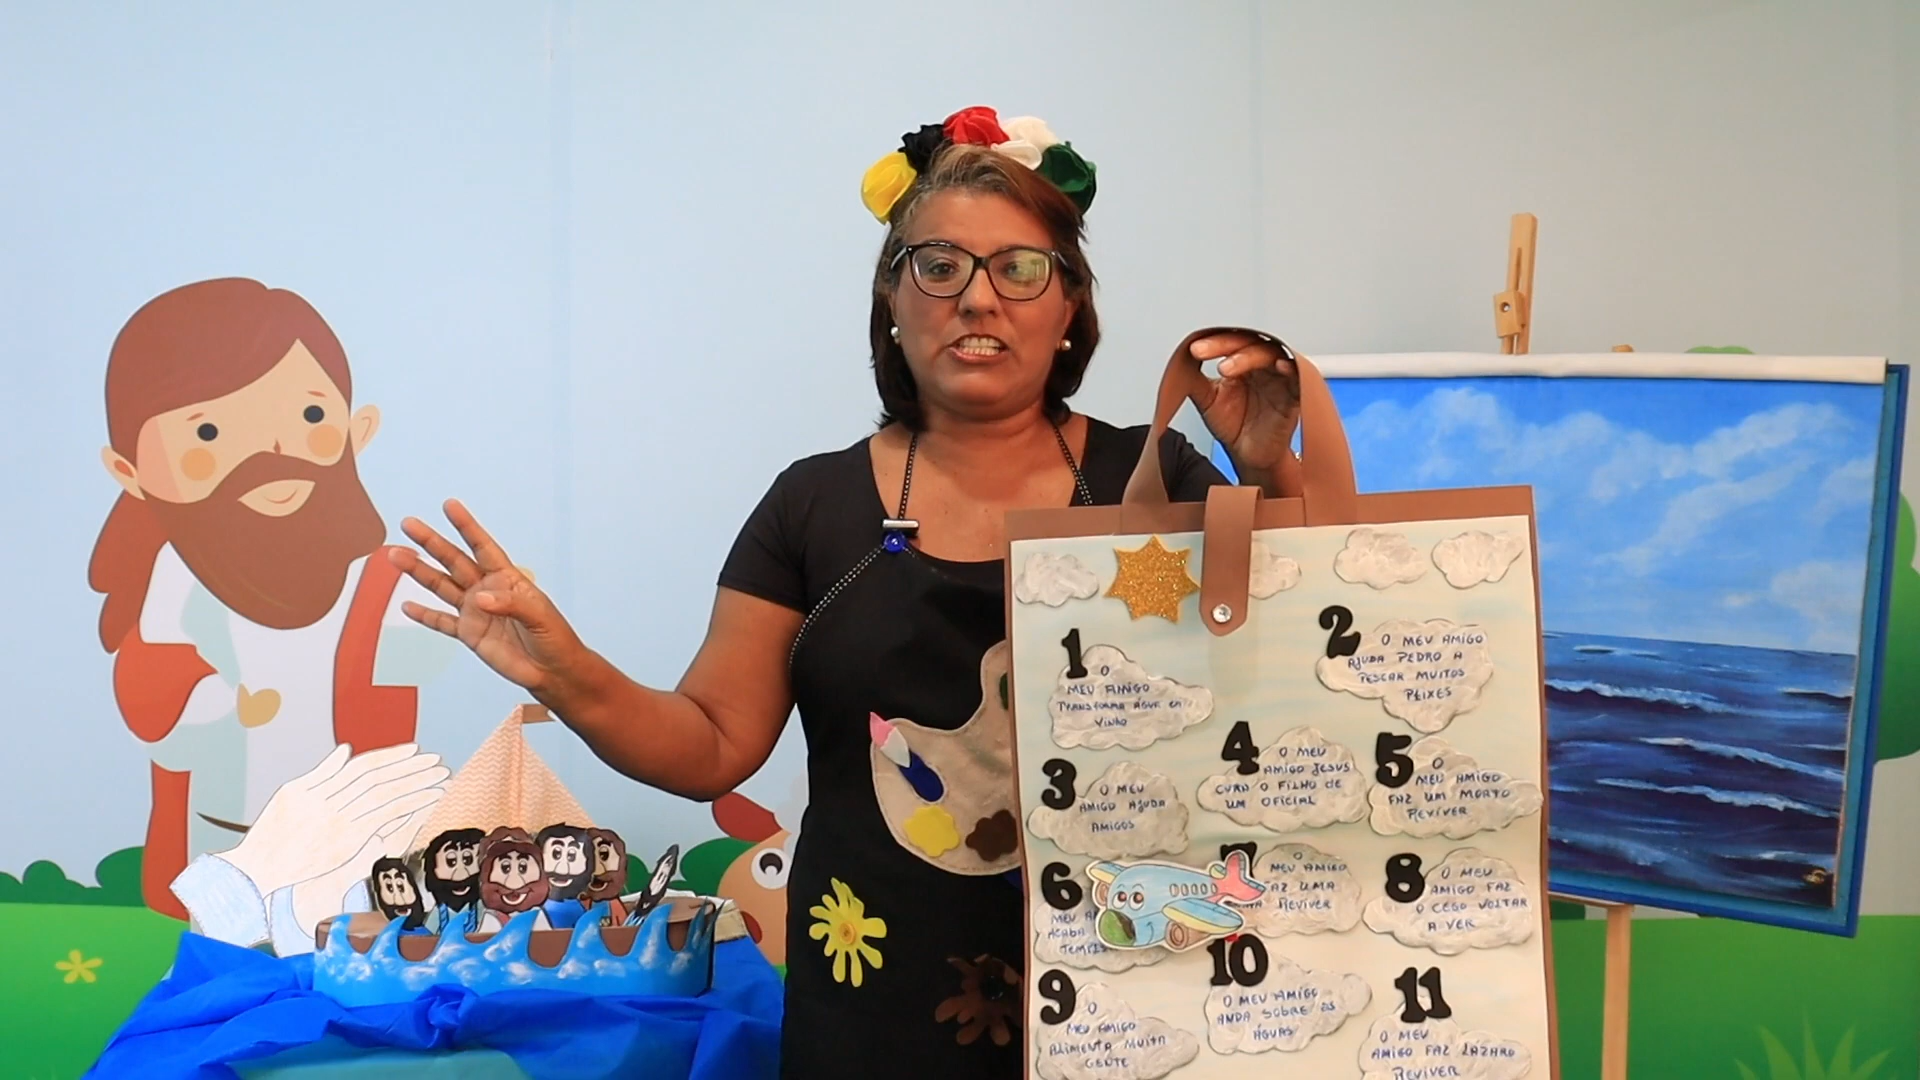 1
O
MEU AMIGO
TRANSFORMA ÁGUA EM
VINHO
2
O MEU AMIGO
AJUDA PEDRO A
PESCAR MUITOS
PEIXES
3
O MEU
AMIGO AJUDA
AMIGOS
4
O MEU
AMIGO JESUS
CURA O FILHO DE
UM OFICIAL
5
O
MEU AMIGO
FAZ UM MORTO
REVIVER
6
MEU
ACABA
7
O
MEU AMIGO
FAZ UMA
REVIVER
8
O MEU
AMIGO FAZ
O CEGO VOLTAR
A VER
9
O
MEU AMIGO
ALIMENTA MUITA
GENTE
10
O MEU AMIGO
ANDA SOBRE AS
ÁGUAS
11
O MEU
AMIGO FAZ LÁZARO
REVIVER